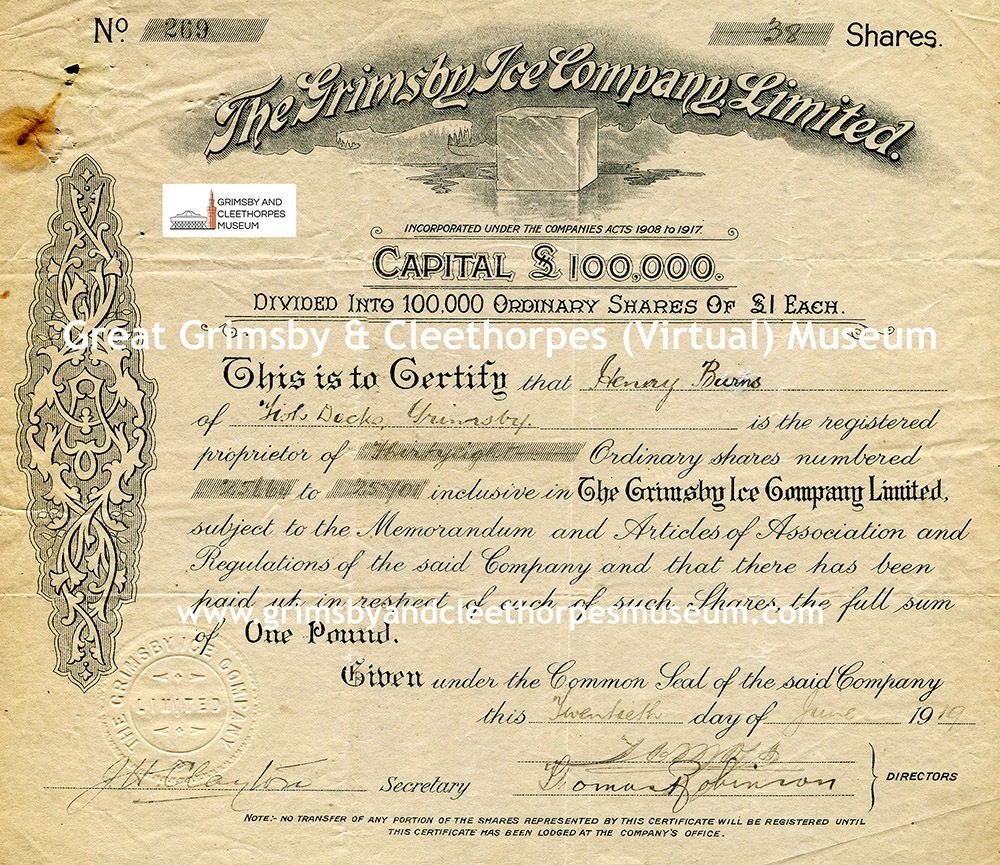 No 269
38 Shares.
The Grimsby Ice Company, Limited.
GRIMSBY AND
CLEETHORPES
MUSEUM
INCORPORATED UNDER THE COMPANIES ACTS 1908 to 1917.
CAPITAL £100,000.
DIVIDED INTO 100,000 ORDINARY SHARES OF £1 EACH.
Great Grimsby & Cleethorpes (Virtual) Museum
This is to Certify that Henry Burns
of Fish Docks, Grimsby. is the registered
proprietor of Thirtyeight Ordinary shares numbered
to inclusive in The Grimsby Ice Company Limited,
subject to the Memorandum and Articles of Association and
Regulations of the said Company and that there has been
paid up in respect of each of such Shares, the full sum
www.grimsbyandcleethorpesmuseum.com
of One Pound.
Given under the Common Seal of the said Company
this Twentieth day of June 1919
THE GRIMSBY ICE COMPANY
LIMITED
J H Clayton Secretary
Thomas Robinson
DIRECTORS
NOTE:- NO TRANSFER OF ANY PORTION OF THE SHARES REPRESENTED BY THIS CERTIFICATE WILL BE REGISTERED UNTIL
THIS CERTIFICATE HAS BEEN LODGED AT THE COMPANY'S OFFICE.